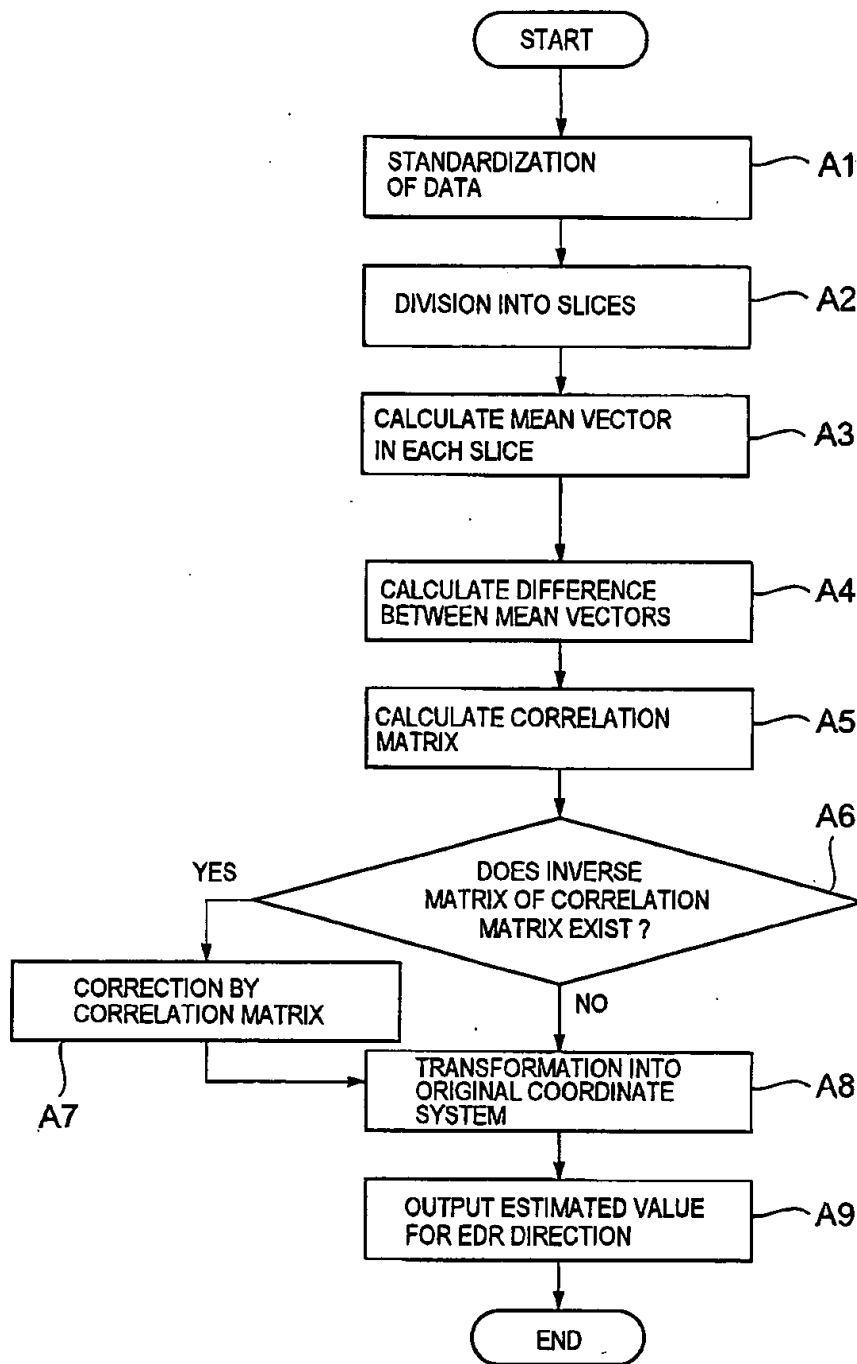 START
STANDARDIZATION
OF DATA
A1
DIVISION INTO SLICES
A2
CALCULATE MEAN VECTOR
IN EACH SLICE
A3
CALCULATE DIFFERENCE
BETWEEN MEAN VECTORS
A4
CALCULATE CORRELATION
MATRIX
A5
A6
DOES INVERSE
MATRIX OF CORRELATION
MATRIX EXIST ?
YES
NO
CORRECTION BY
CORRELATION MATRIX
A7
TRANSFORMATION INTO
ORIGINAL COORDINATE
SYSTEM
A8
OUTPUT ESTIMATED VALUE
FOR EDR DIRECTION
A9
END